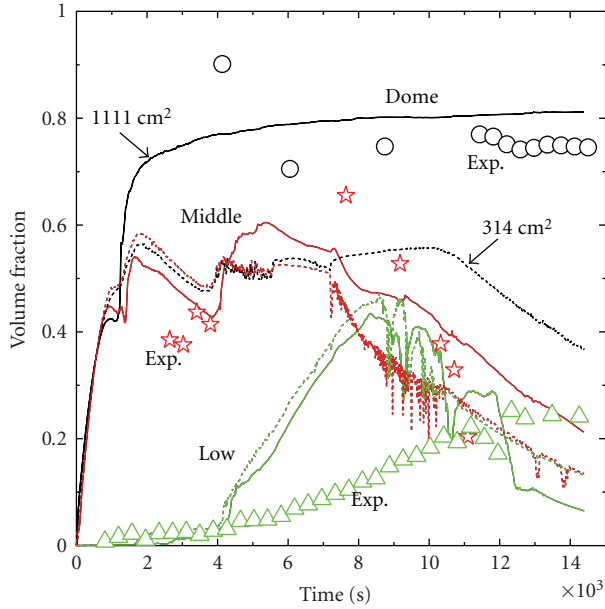 1
0.8
0.6
0.4
0.2
0
Volume fraction
Dome
1111 cm²
Exp.
Middle
314 cm²
Exp.
Low
Exp.
0 2 4 6 8 10 12 14
×10³
Time (s)